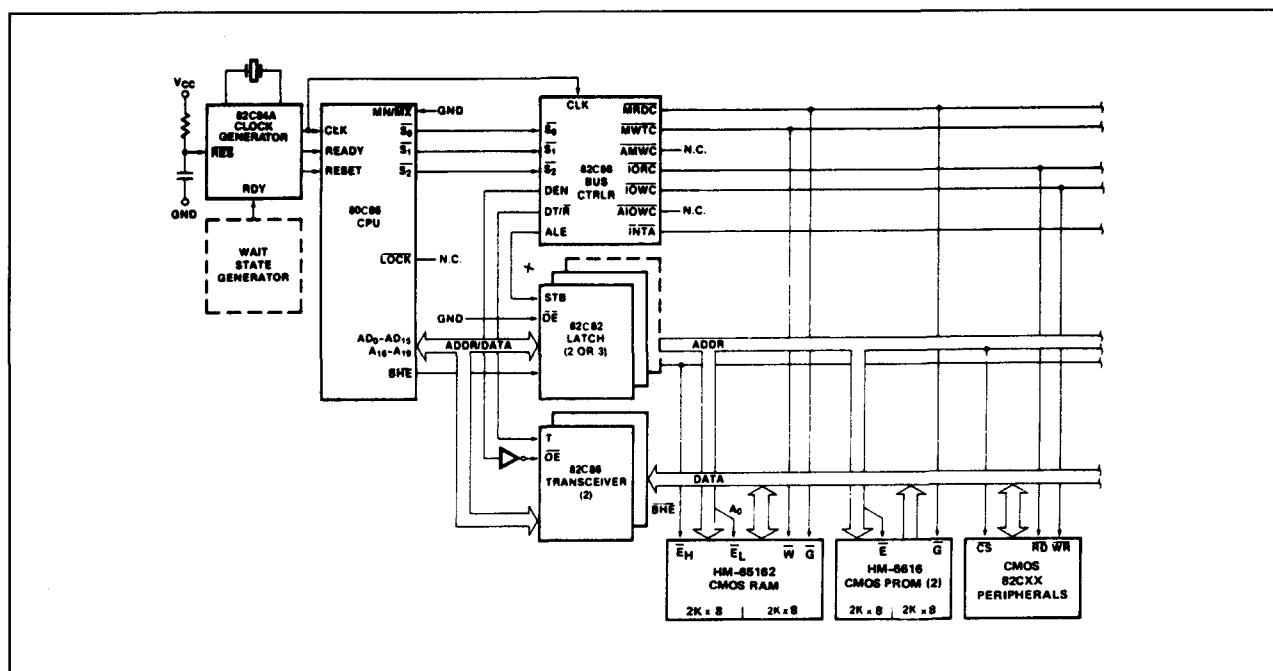 VCC
GND
82C84A
CLOCK
GENERATOR
RES
RDY
WAIT
STATE
GENERATOR
MN/MX
GND
CLK
READY
RESET
S0
S1
S2
80C86
CPU
LOCK
N.C.
AD0-AD15
A16-A19
BHE
ADDR/DATA
CLK
S0
S1
S2
DEN
DT/R
ALE
82C88
BUS
CTRLR
MRDC
MWTC
AMWC
N.C.
IORC
IOWC
AIOWC
N.C.
INTA
STB
GND
OE
82C82
LATCH
(2 OR 3)
ADDR
T
OE
82C86
TRANSCEIVER
(2)
DATA
BHE
A0
EH
EL
W
G
HM-65162
CMOS RAM
2K x 8
2K x 8
E
G
HM-6616
CMOS PROM (2)
2K x 8
2K x 8
CS
RD
WR
CMOS
82CXX
PERIPHERALS